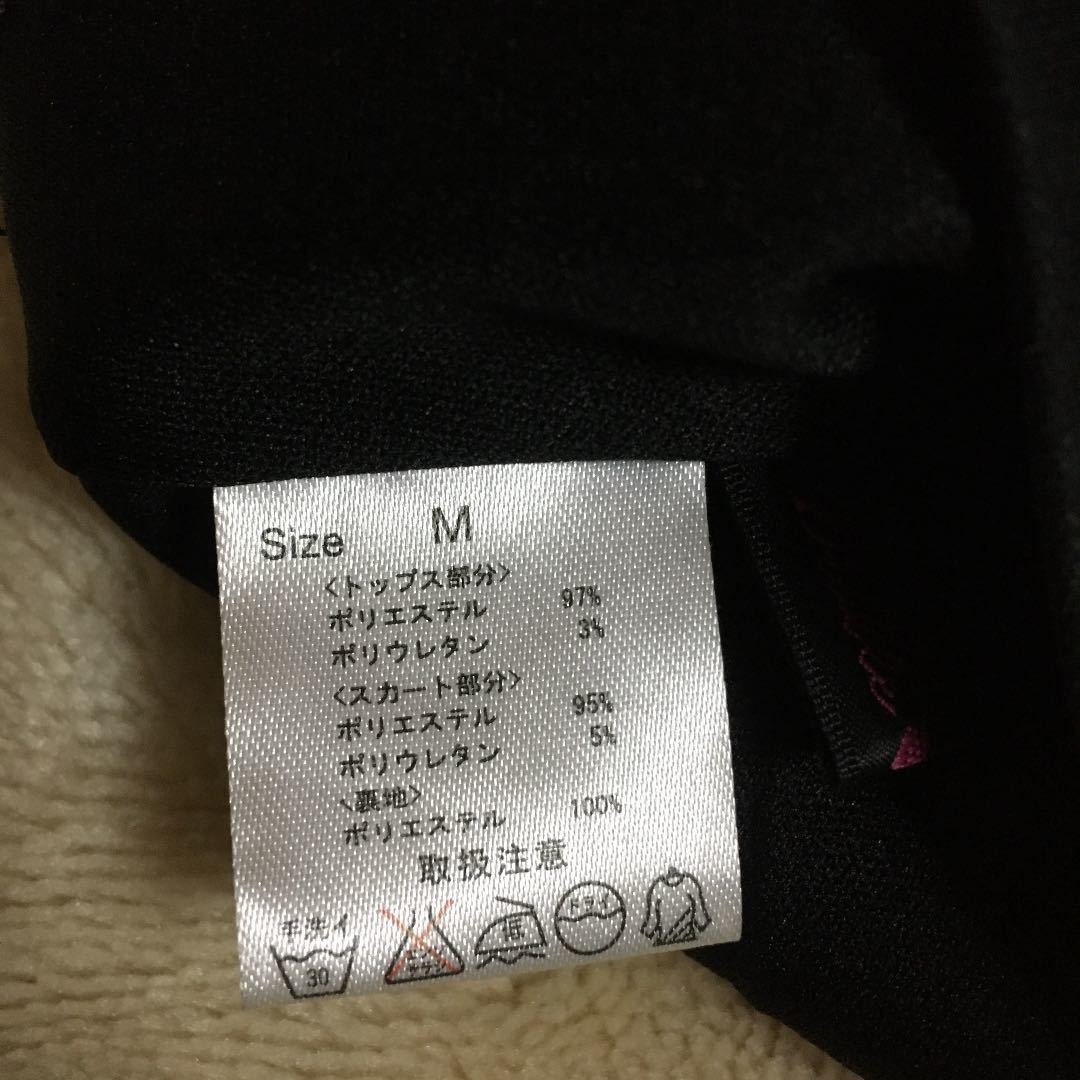 Size M
<トップス部分>
ポリエステル 97%
ポリウレタン 3%
<スカート部分>
ポリエステル 95%
ポリウレタン 5%
<裏地>
ポリエステル 100%
取扱注意
手洗イ
30
低
ドライ